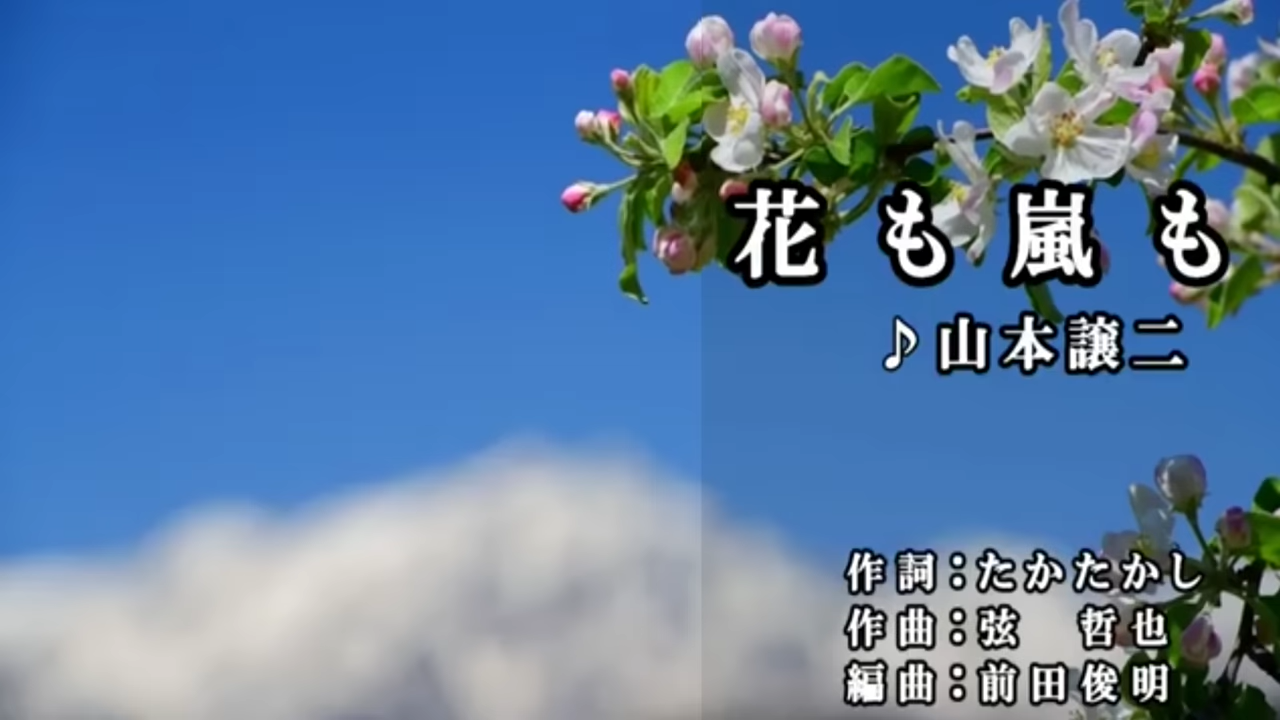 花も嵐も
♪山本譲二
作詞：たかたかし
作曲：弦　哲也
編曲：前田俊明